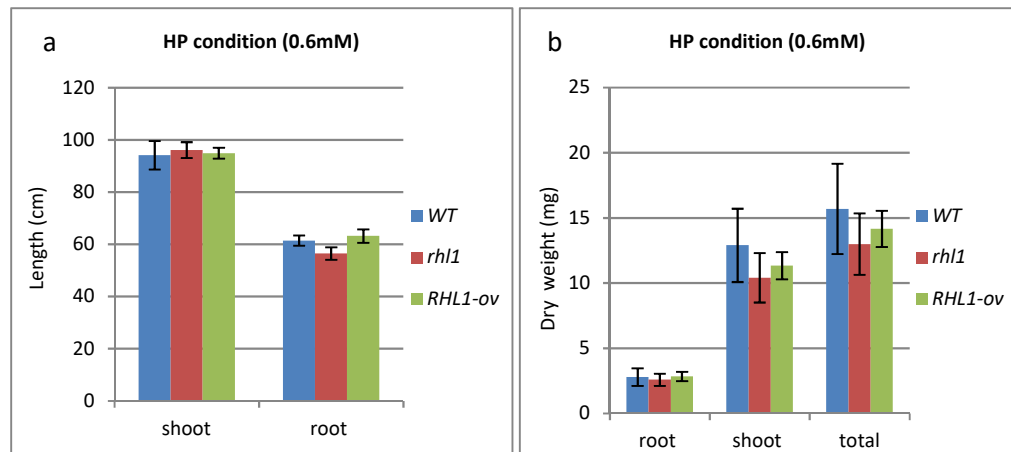 a
HP condition (0.6mM)
Length (cm)
120
100
80
60
40
20
0
shoot root
WT
rhl1
RHL1-ov
b
HP condition (0.6mM)
Dry weight (mg)
25
20
15
10
5
0
root shoot total
WT
rhl1
RHL1-ov